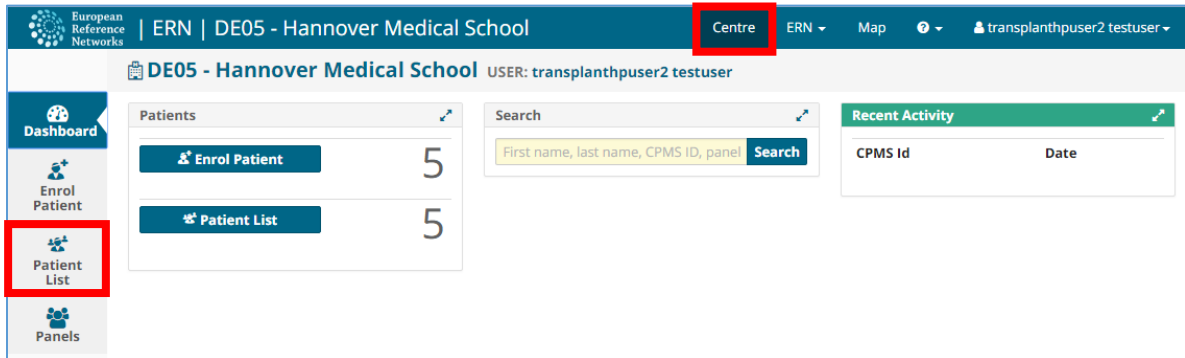 European
Reference
Networks
| ERN | DE05 - Hannover Medical School
Centre
ERN
Map
transplanthpuser2 testuser
DE05 - Hannover Medical School USER: transplanthpuser2 testuser
Dashboard
Enrol
Patient
Patient
List
Panels
Patients
Enrol Patient
5
Patient List
5
Search
First name, last name, CPMS ID, panel
Search
Recent Activity
CPMS Id Date